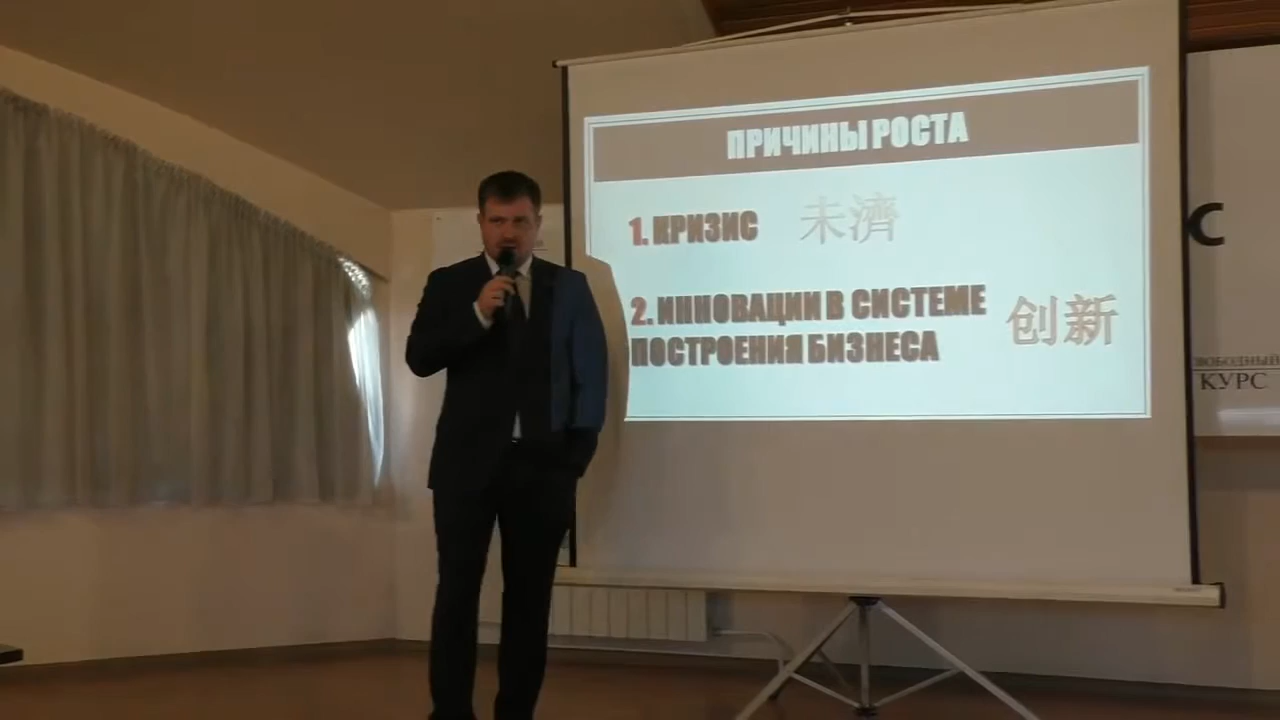 ПРИЧИНЫ РОСТА
1. КРИЗИС 未濟
2. ИННОВАЦИИ В СИСТЕМЕ
ПОСТРОЕНИЯ БИЗНЕСА 创新
С
КУРС